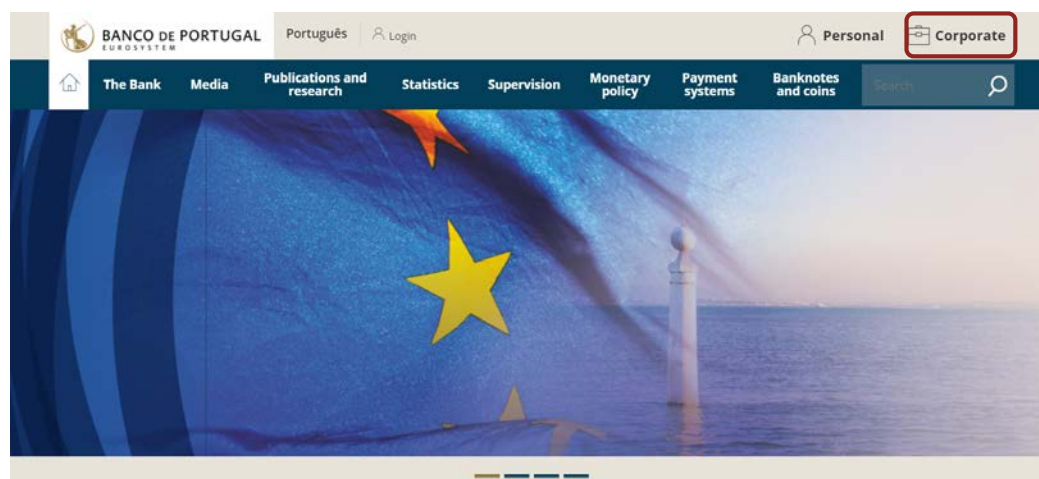 BANCO DE PORTUGAL
EUROSYSTEM
Português
Login
Personal
Corporate
The Bank
Media
Publications and
research
Statistics
Supervision
Monetary
policy
Payment
systems
Banknotes
and coins
Search